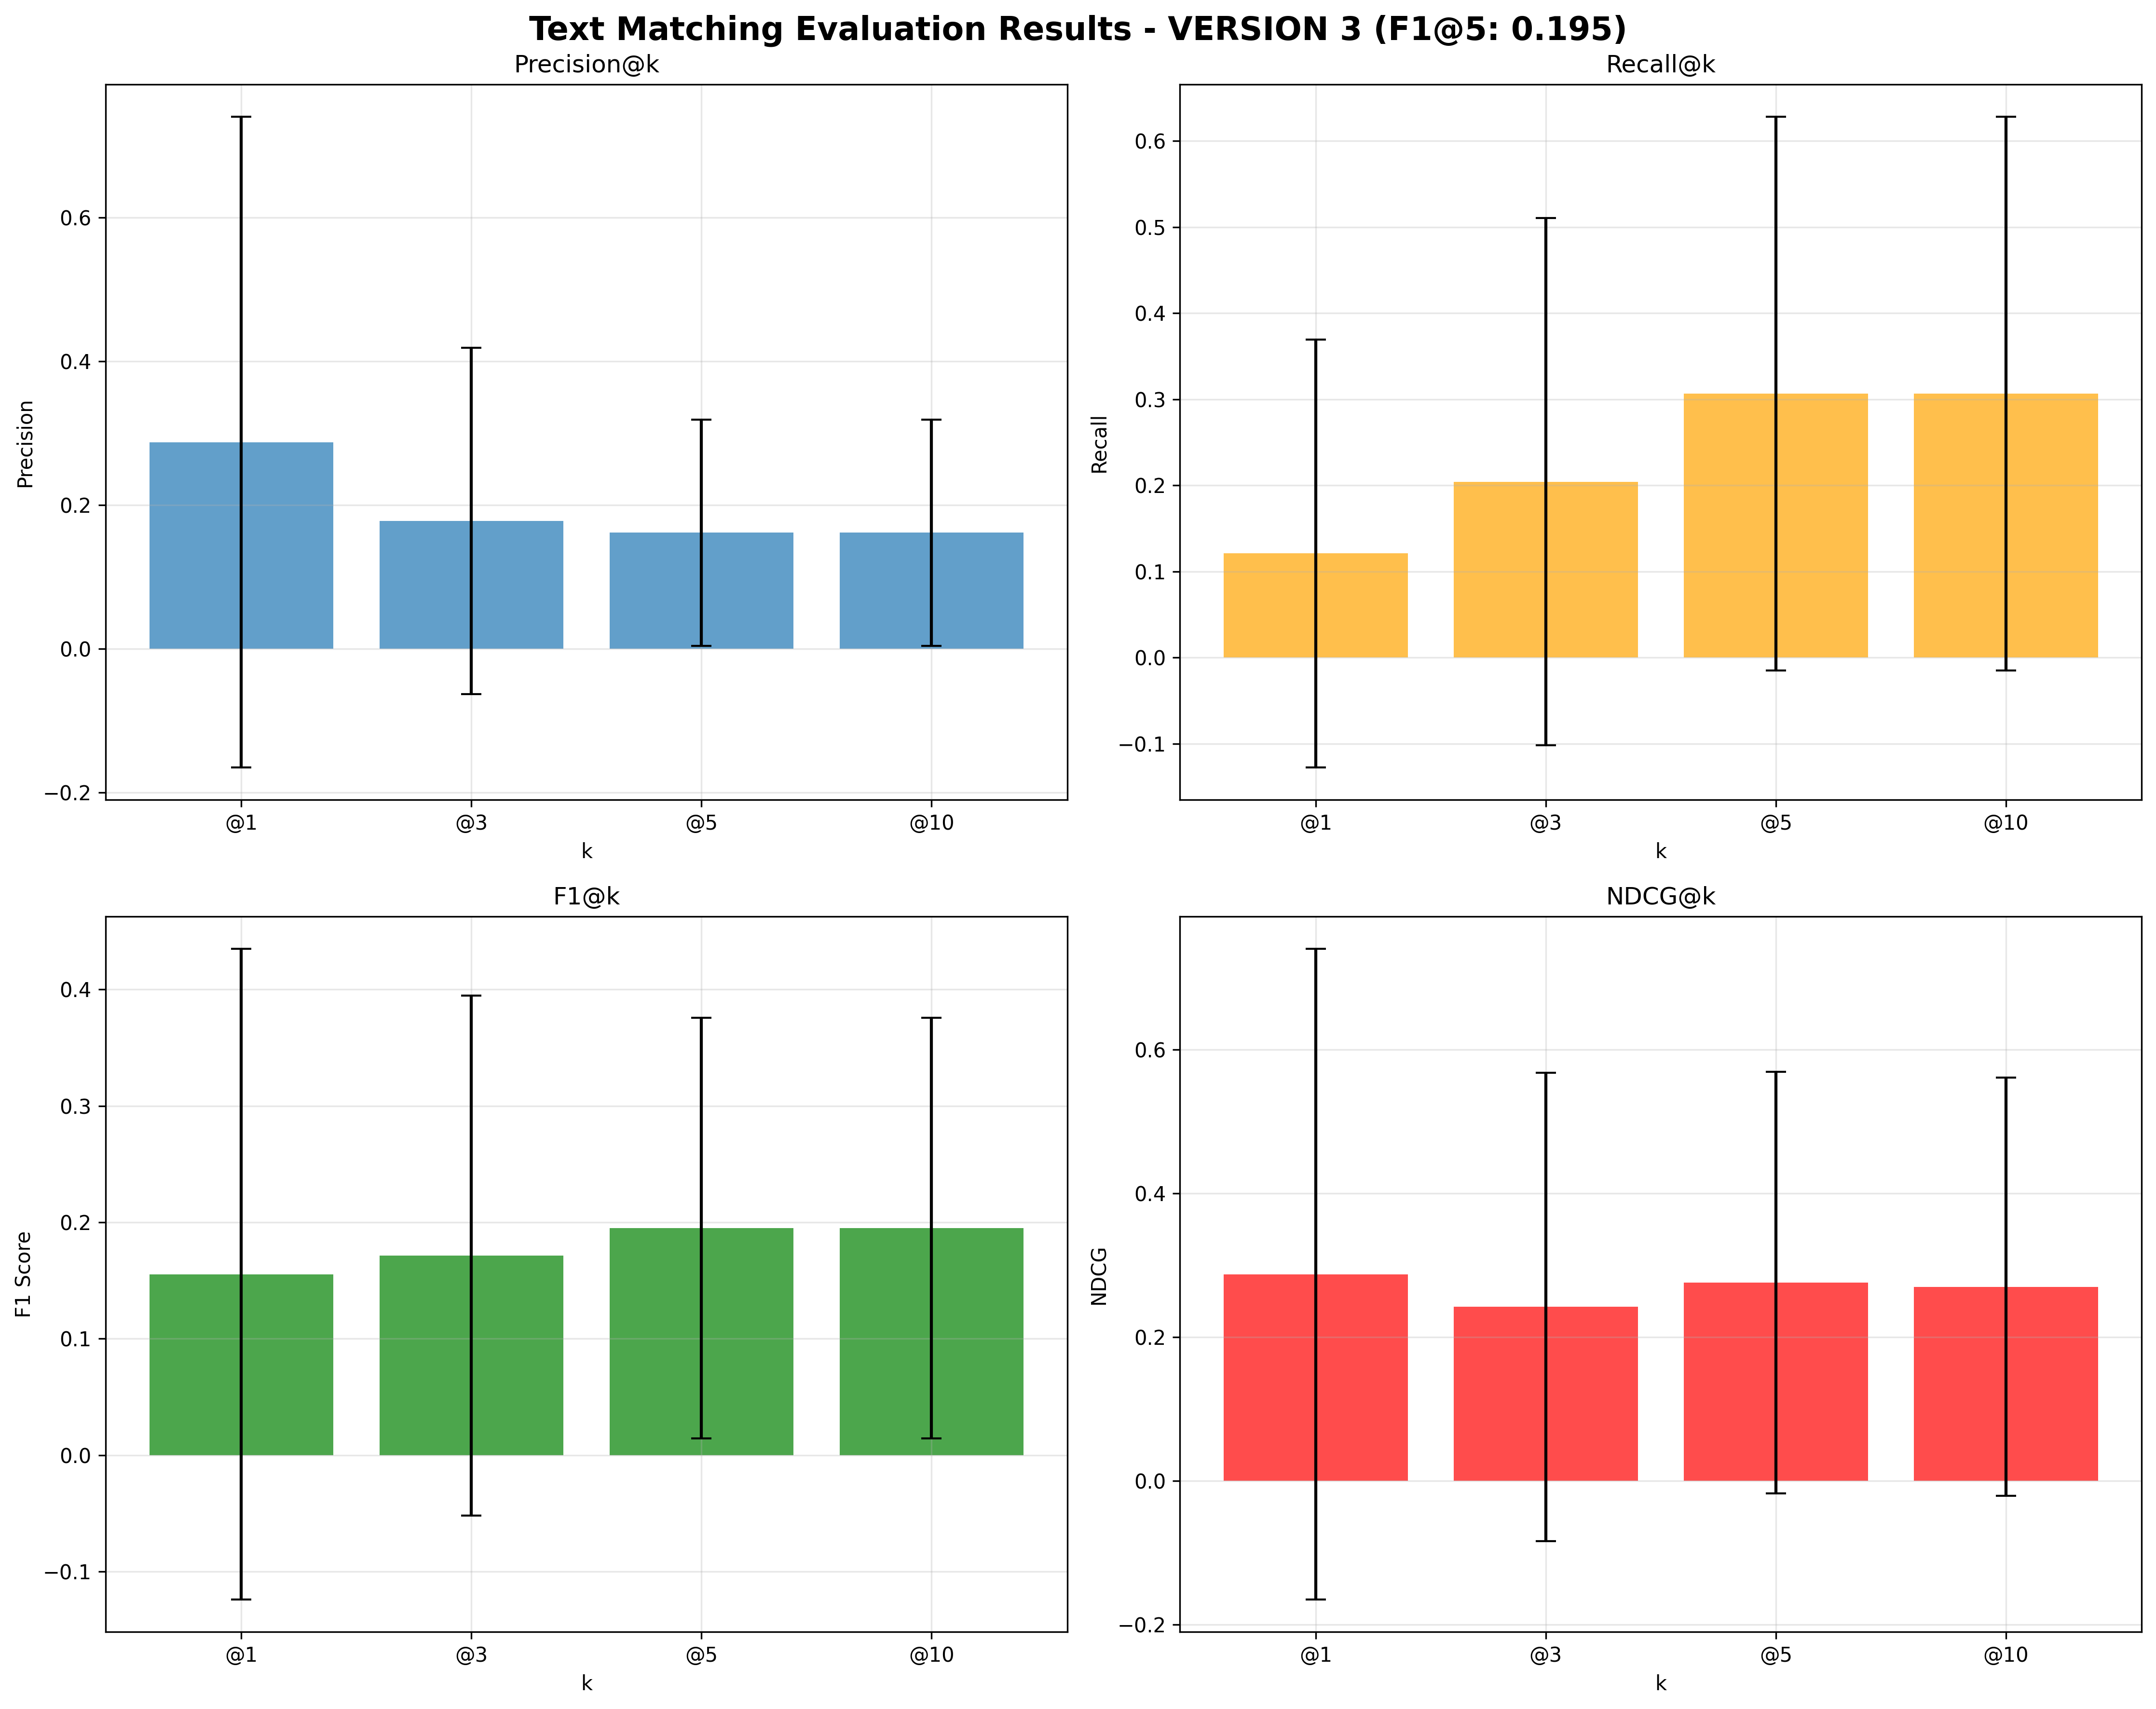 Text Matching Evaluation Results - VERSION 3 (F1@5: 0.195)
Precision@k
Precision
0.6
0.4
0.2
0.0
−0.2
@1 @3 @5 @10
k
Recall@k
Recall
0.6
0.5
0.4
0.3
0.2
0.1
0.0
−0.1
@1 @3 @5 @10
k
F1@k
F1 Score
0.4
0.3
0.2
0.1
0.0
−0.1
@1 @3 @5 @10
k
NDCG@k
NDCG
0.6
0.4
0.2
0.0
−0.2
@1 @3 @5 @10
k